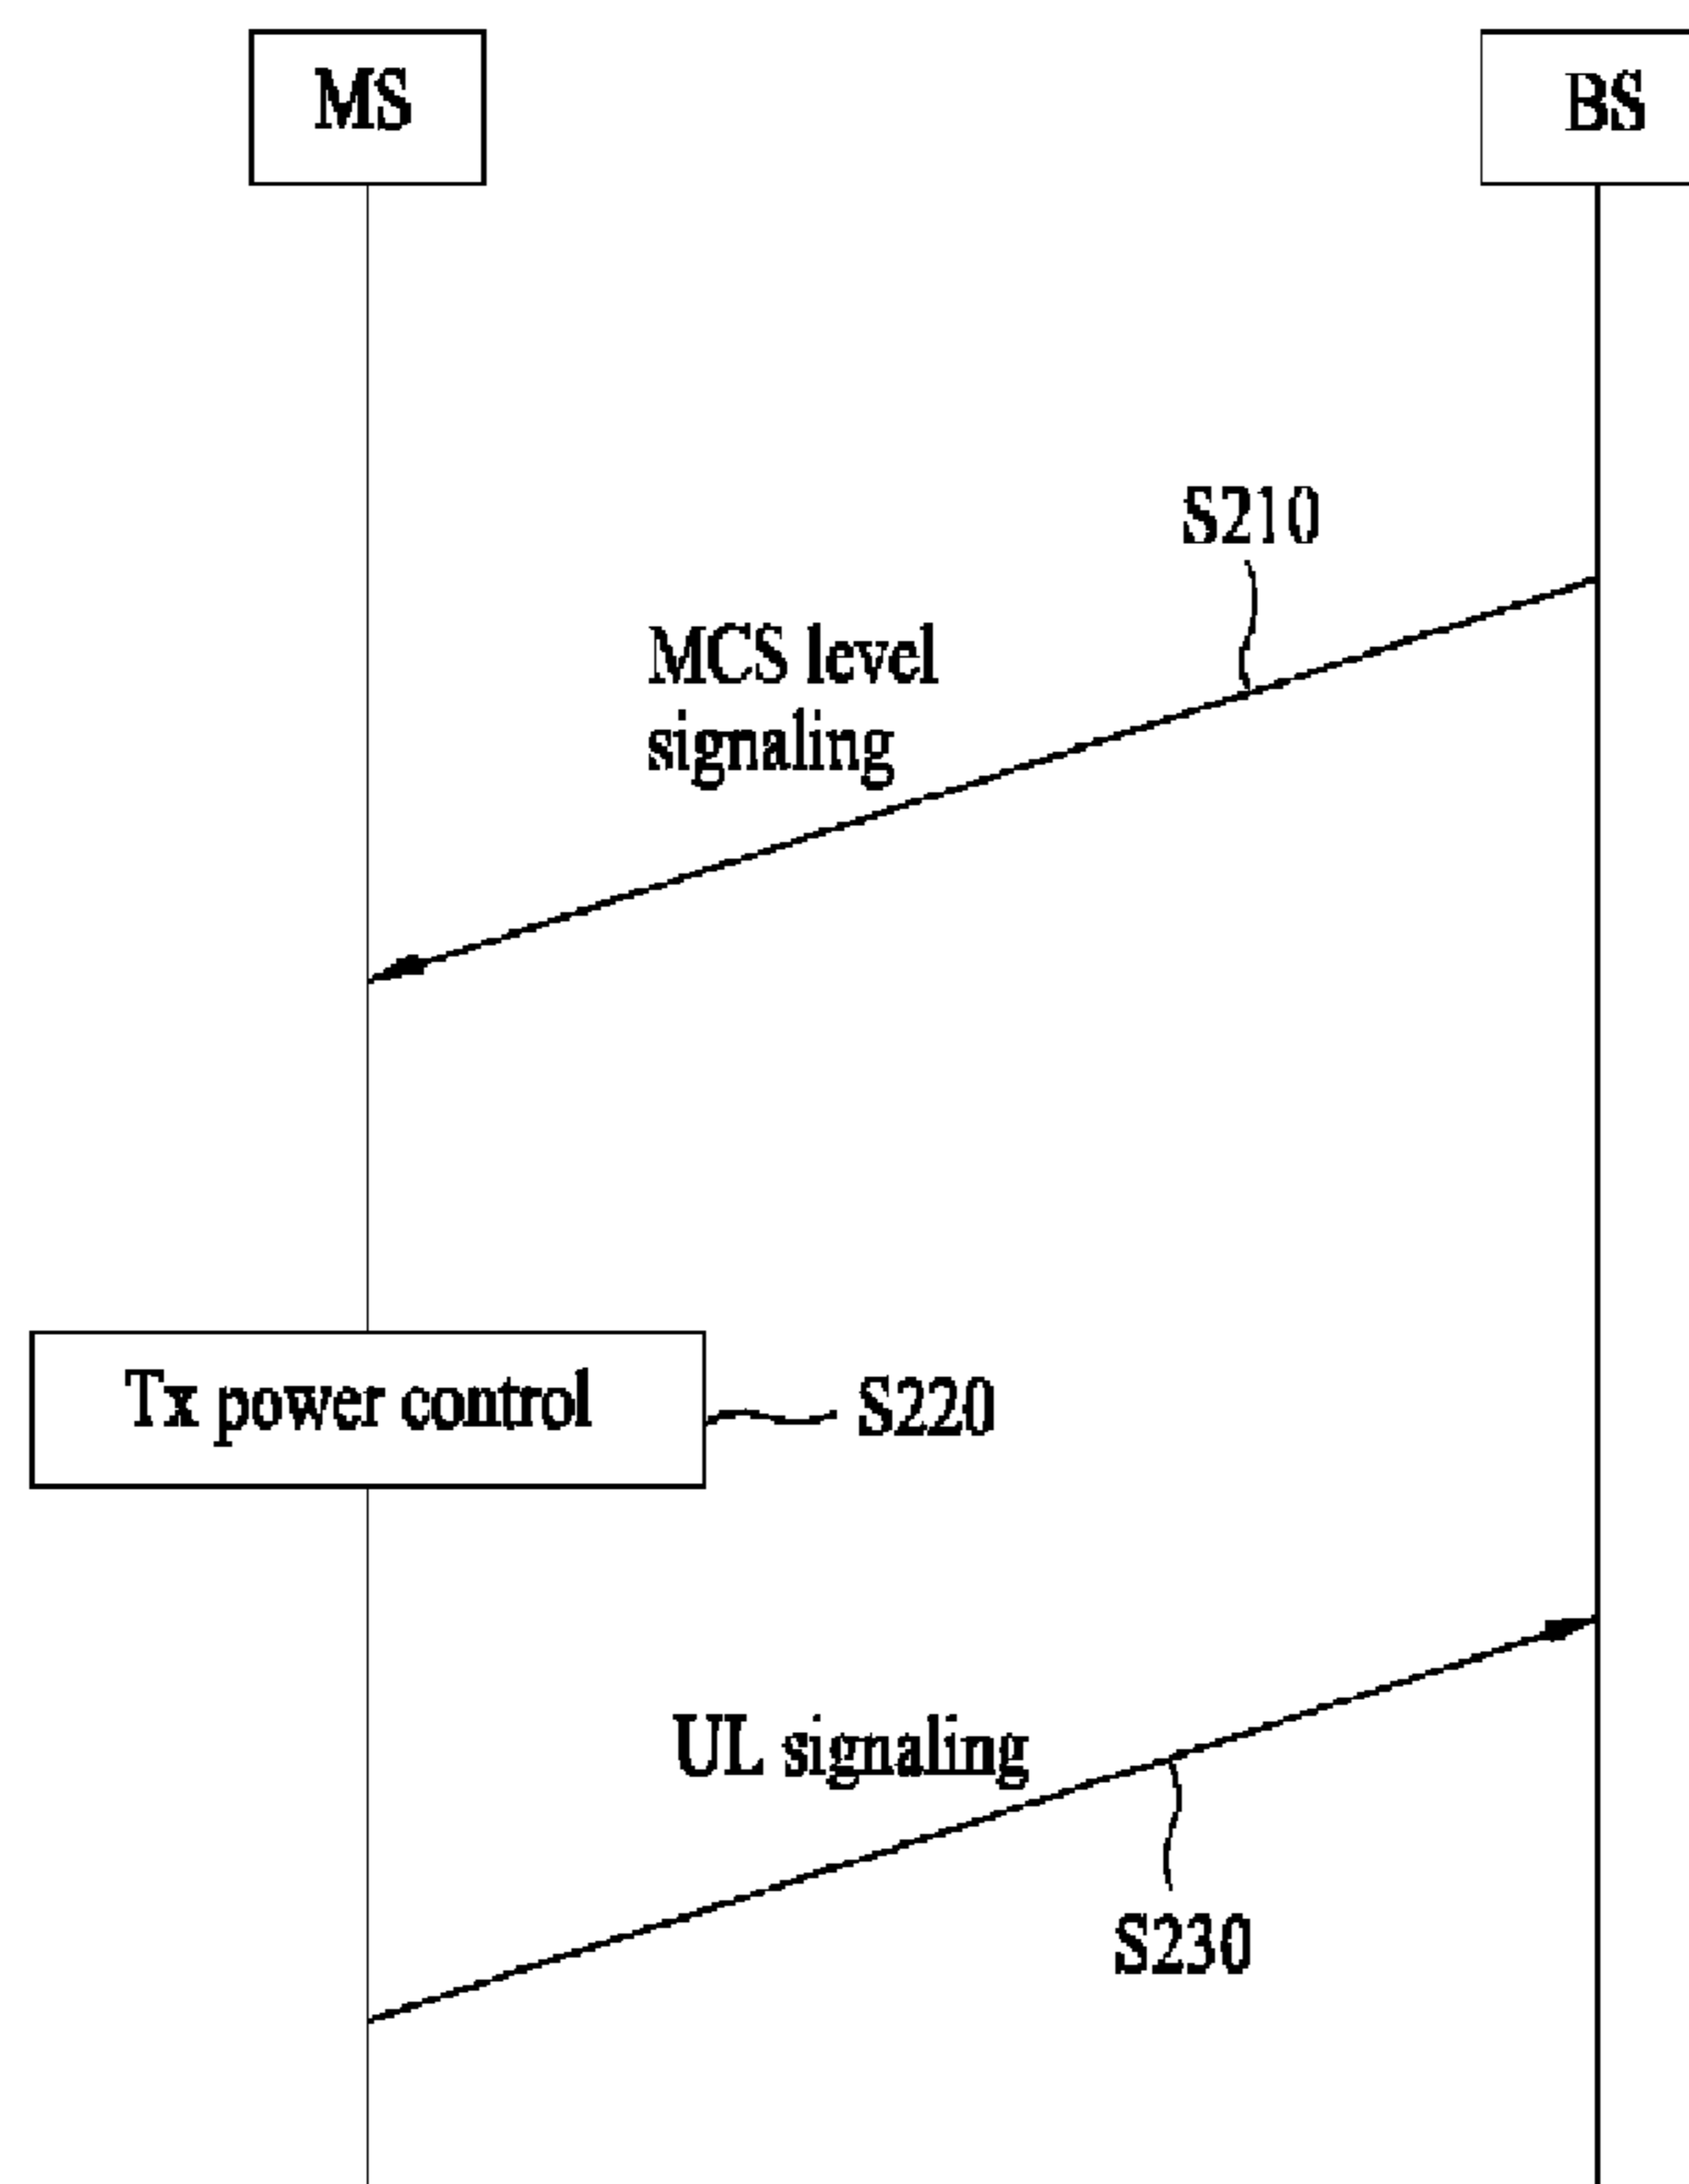 MS
BS
S210
MCS level
signaling
Tx power control
S220
UL signaling
S230